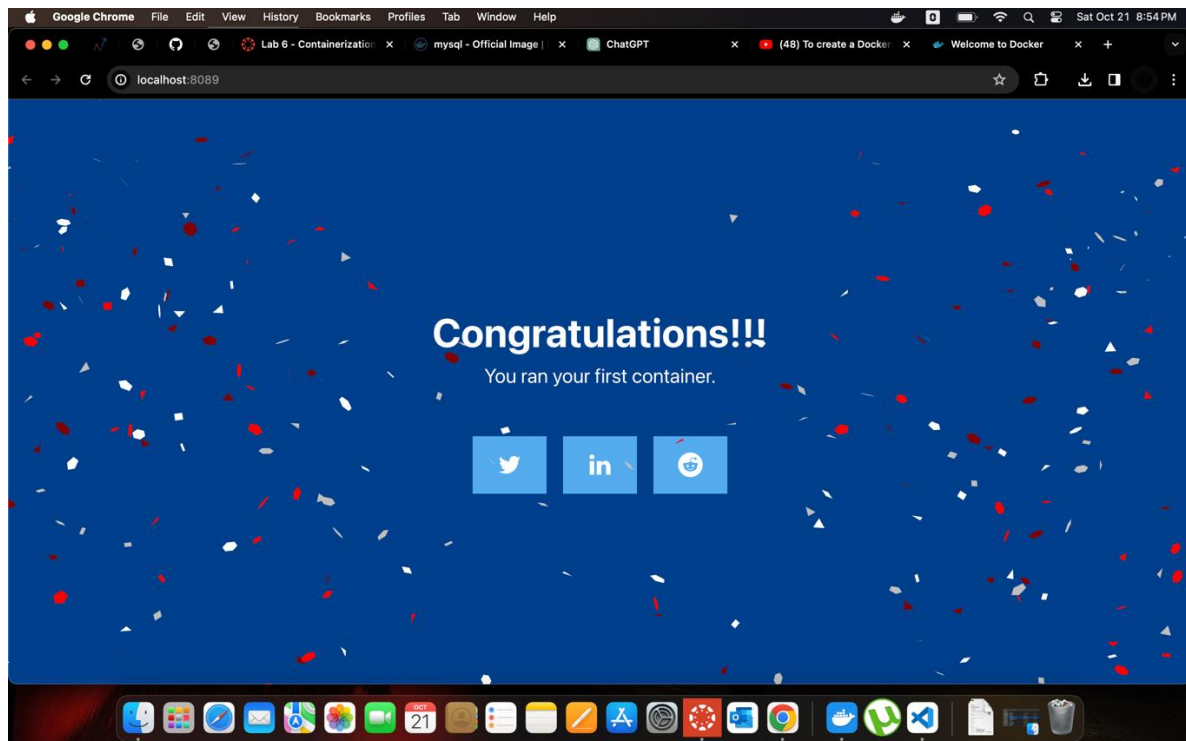 Google Chrome File Edit View History Bookmarks Profiles Tab Window Help 0 Sat Oct 21 8:54 PM
Lab 6 - Containerization mysql - Official Image | ChatGPT (48) To create a Docker Welcome to Docker
localhost:8089
Congratulations!!!
You ran your first container.
in
OCT
21
PDF